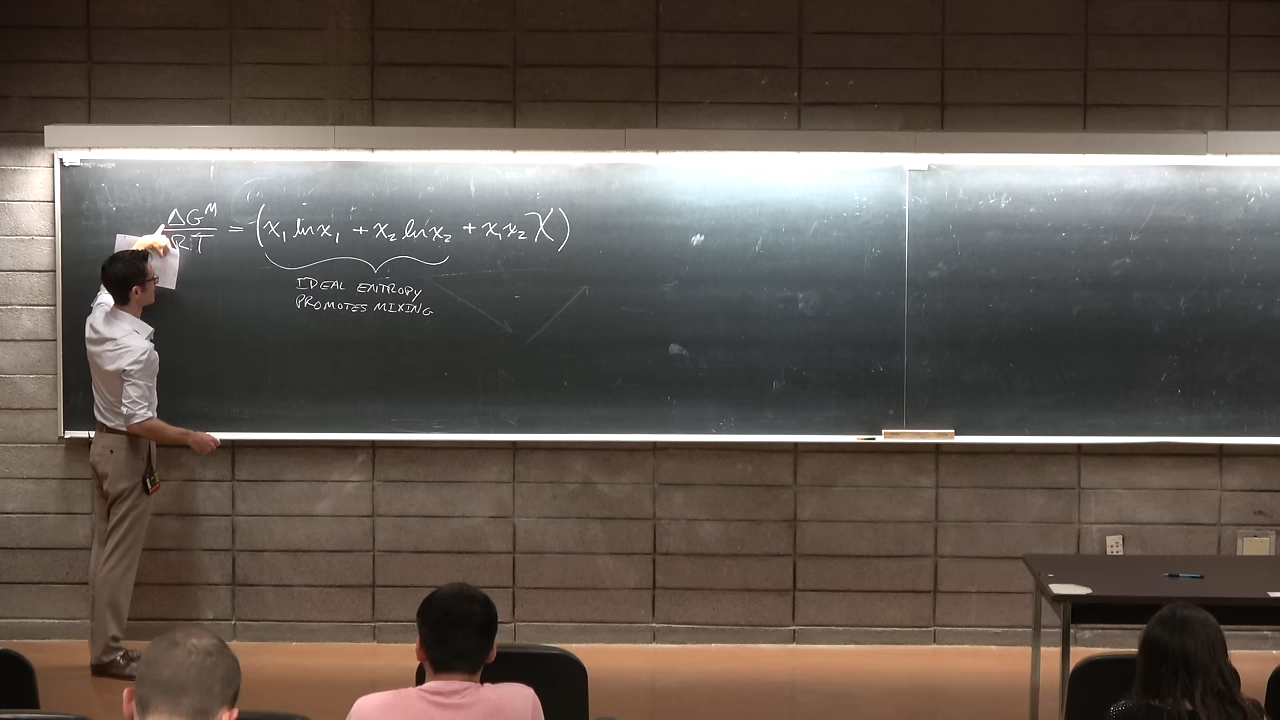 ΔG^M / RT = (x₁ ln x₁ + x₂ ln x₂ + x₁x₂ χ)
IDEAL ENTROPY
PROMOTES MIXING